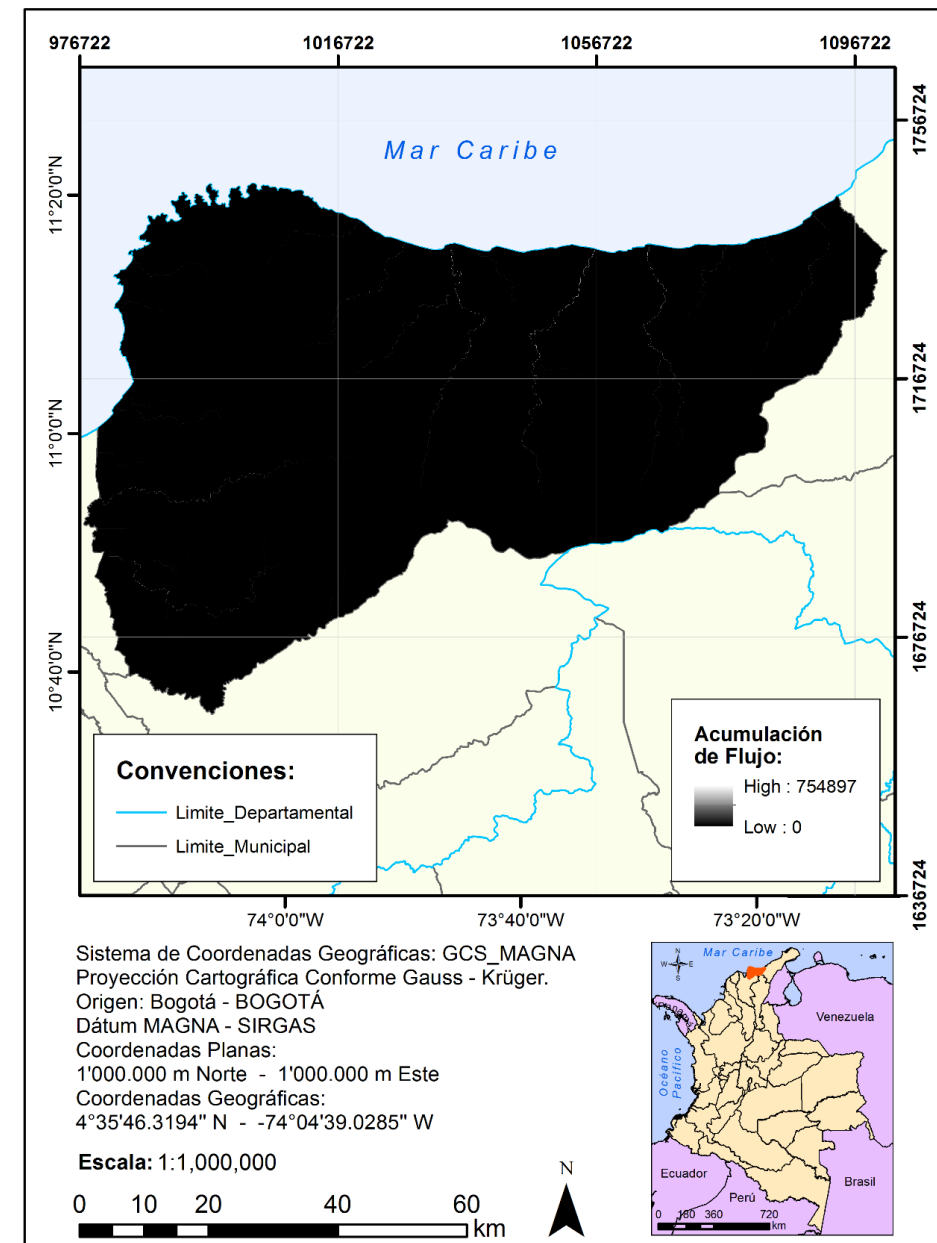 976722
1016722
1056722
1096722
Mar Caribe
1756724
1716724
1676724
1636724
11°20'0"N
11°0'0"N
10°40'0"N
Convenciones:
Limite_Departamental
Limite_Municipal
Acumulación
de Flujo:
High : 754897
Low : 0
74°0'0"W
73°40'0"W
73°20'0"W
Sistema de Coordenadas Geográficas: GCS_MAGNA
Proyección Cartográfica Conforme Gauss - Krüger.
Origen: Bogotá - BOGOTÁ
Dátum MAGNA - SIRGAS
Coordenadas Planas:
1'000.000 m Norte - 1'000.000 m Este
Coordenadas Geográficas:
4°35'46.3194" N - -74°04'39.0285" W
Escala: 1:1,000,000
0 10 20 40 60
km
N
Mar Caribe
N
W E
S
Panamá
Venezuela
Océano
Pacífico
Ecuador
Perú
Brasil
0 180 360 720
km